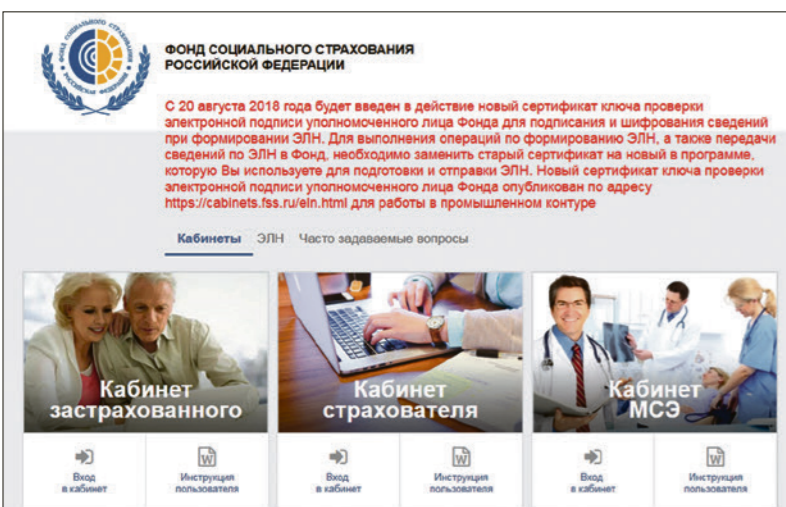 ФОНД СОЦИАЛЬНОГО СТРАХОВАНИЯ
РОССИЙСКОЙ ФЕДЕРАЦИИ
С 20 августа 2018 года будет введен в действие новый сертификат ключа проверки
электронной подписи уполномоченного лица Фонда для подписания и шифрования сведений
при формировании ЭЛН. Для выполнения операций по формированию ЭЛН, а также передачи
сведений по ЭЛН в Фонд, необходимо заменить старый сертификат на новый в программе,
которую Вы используете для подготовки и отправки ЭЛН. Новый сертификат ключа проверки
электронной подписи уполномоченного лица Фонда опубликован по адресу
https://cabinets.fss.ru/eln.html для работы в промышленном контуре
Кабинеты ЭЛН Часто задаваемые вопросы
Кабинет
застрахованного
Кабинет
страхователя
Кабинет
МСЭ
Вход
в кабинет
Инструкция
пользователя
Вход
в кабинет
Инструкция
пользователя
Вход
в кабинет
Инструкция
пользователя